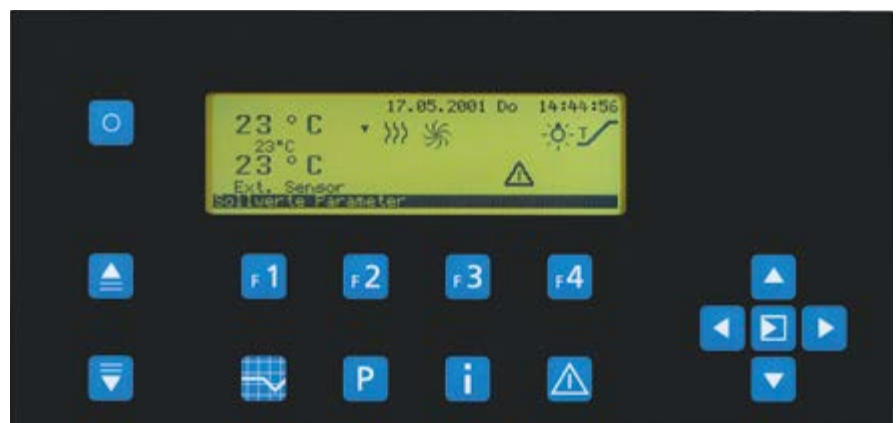 17.05.2001 Do 14:44:56
23 °C
23°C
T
23 °C
Ext. Sensor
Sollwerte Parameter
F1 F2 F3 F4
P i